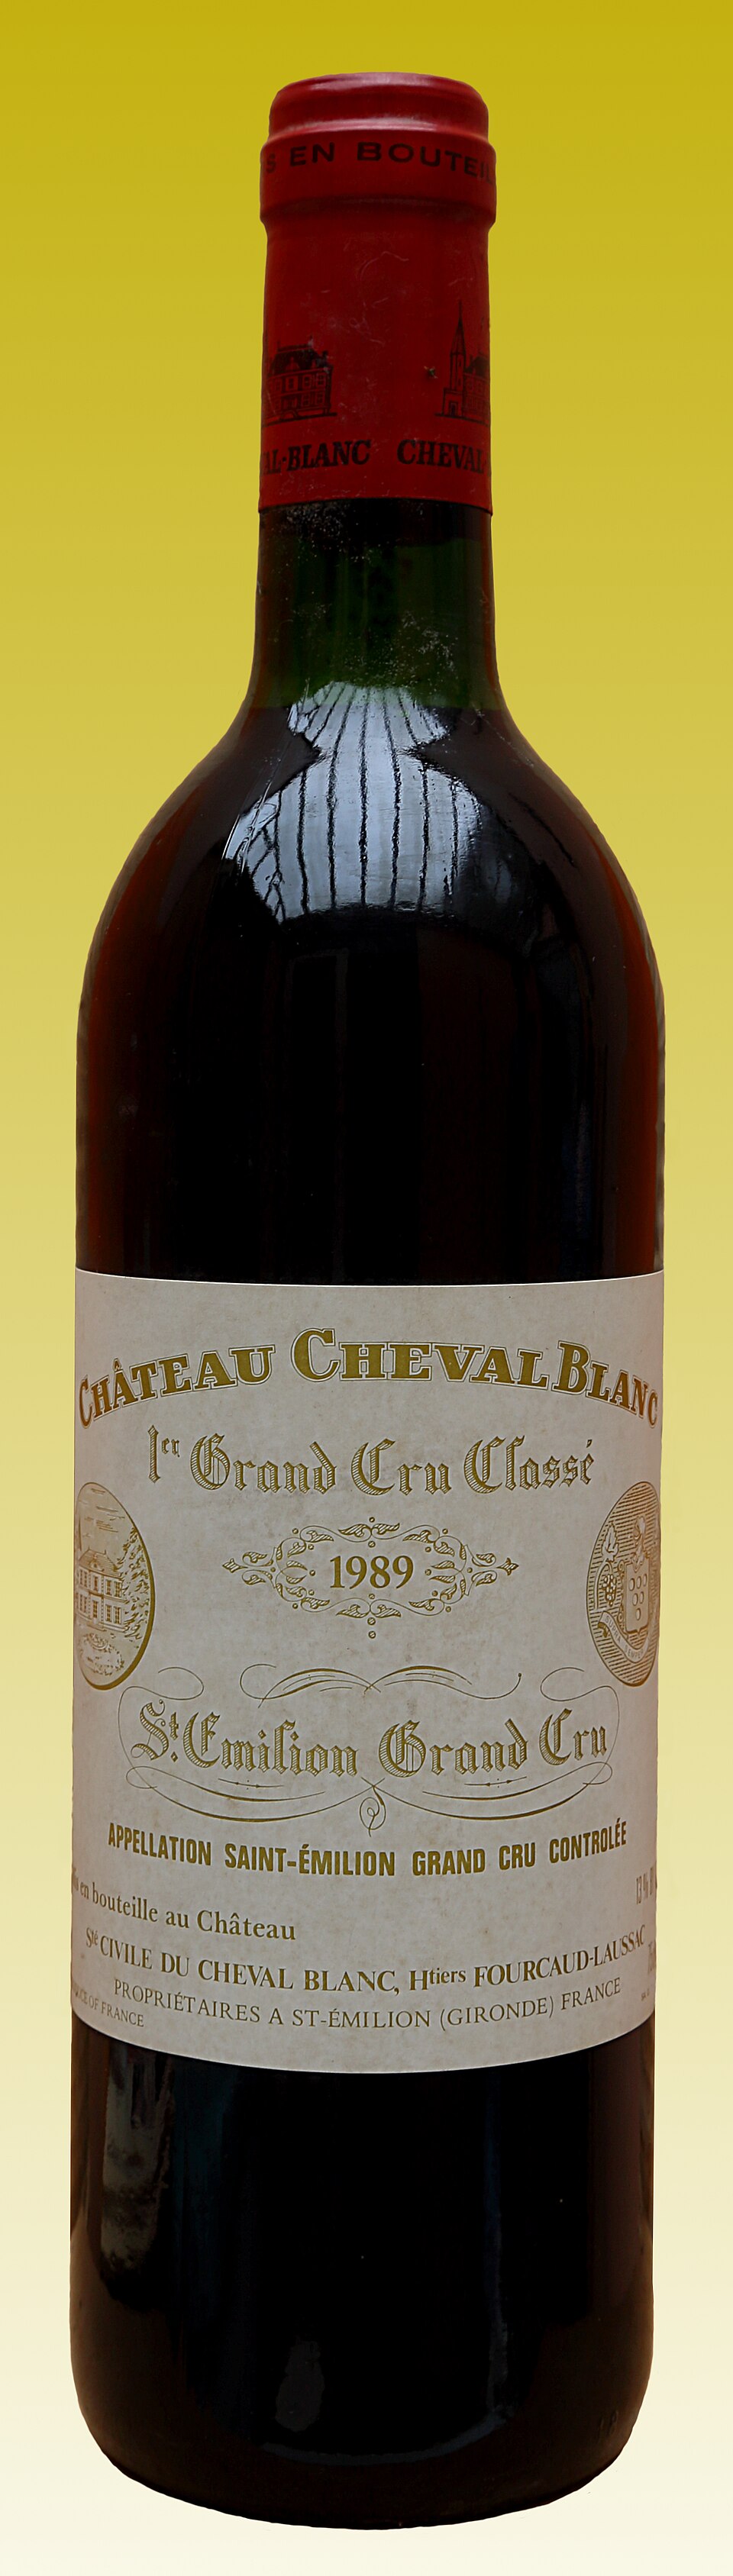 S EN BOUTEIL
AL-BLANC CHEVAL-
CHÂTEAU CHEVAL BLANC
1er Grand Cru Classé
1989
St. Emilion Grand Cru
APPELLATION SAINT-ÉMILION GRAND CRU CONTROLÉE
en bouteille au Château
13 %
Sté CIVILE DU CHEVAL BLANC, Htiers FOURCAUD-LAUSSAC
PROPRIÉTAIRES A ST-ÉMILION (GIRONDE) FRANCE
OF FRANCE